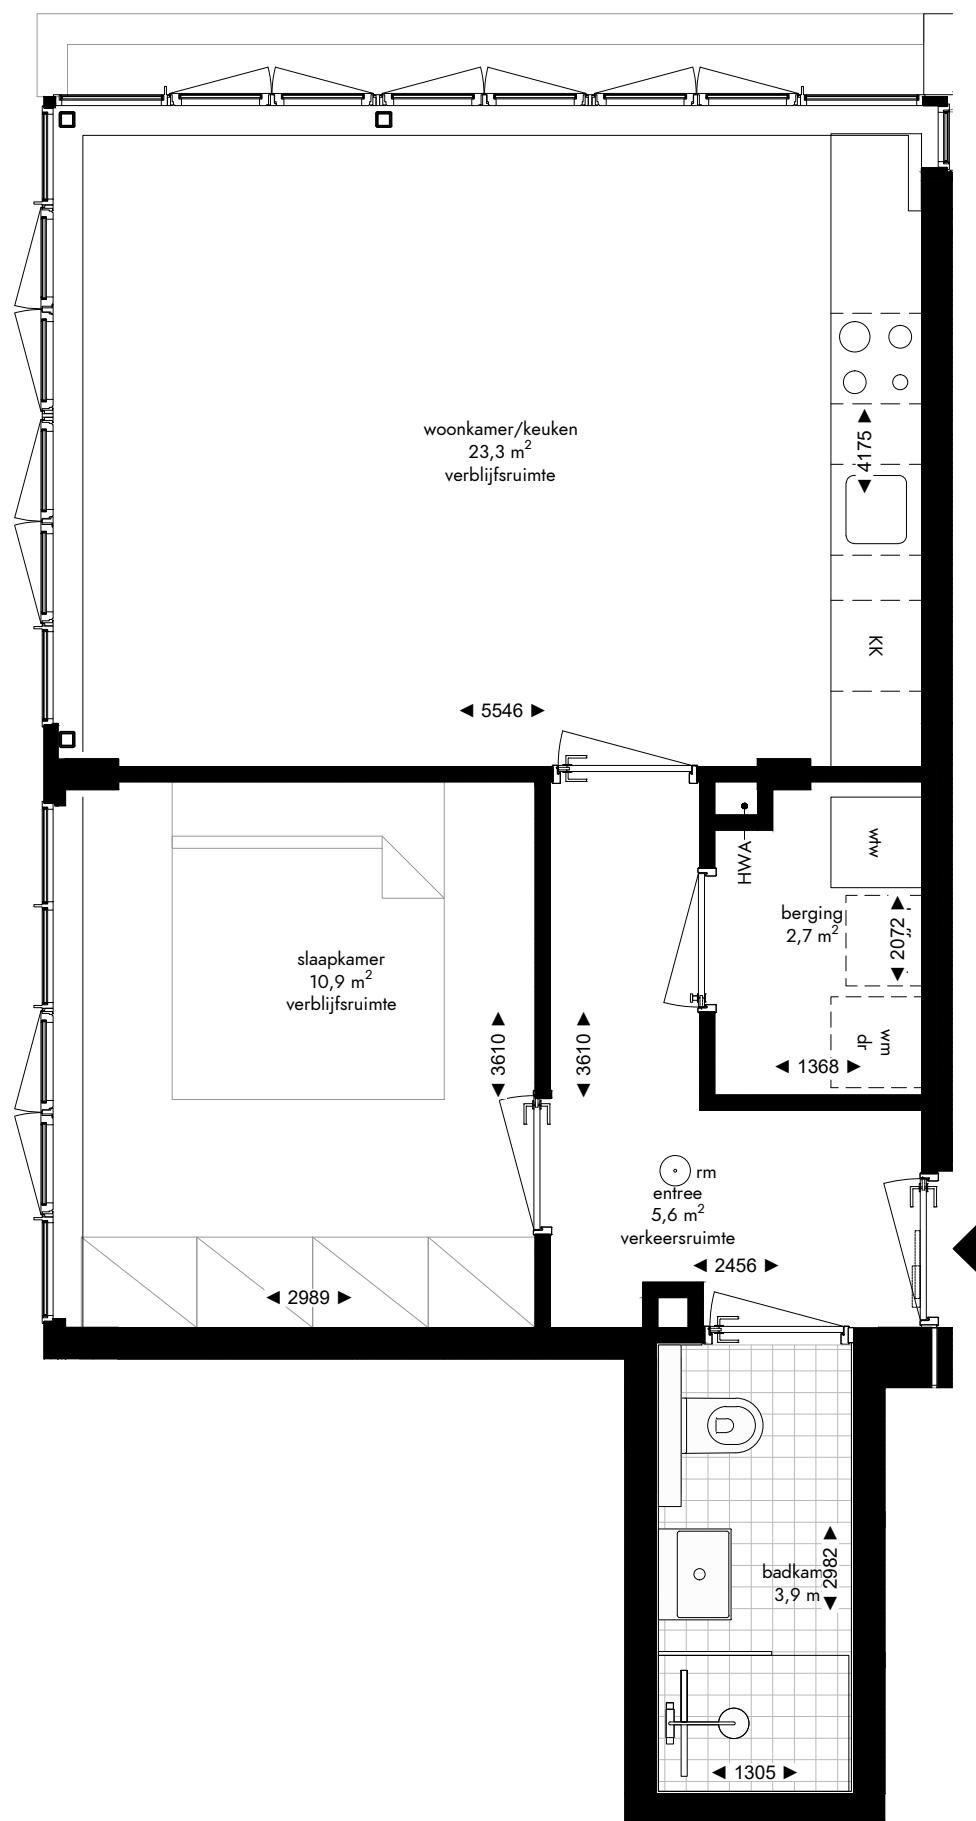 woonkamer/keuken
23,3 m²
verblijfsruimte
4175
KK
5546
HWA
wtw
berging
2,7 m²
2072
slaapkamer
10,9 m²
verblijfsruimte
3610
3610
wm
dr
1368
rm
entree
5,6 m²
verkeersruimte
2456
2989
badkam
3,9 m
2982
1305